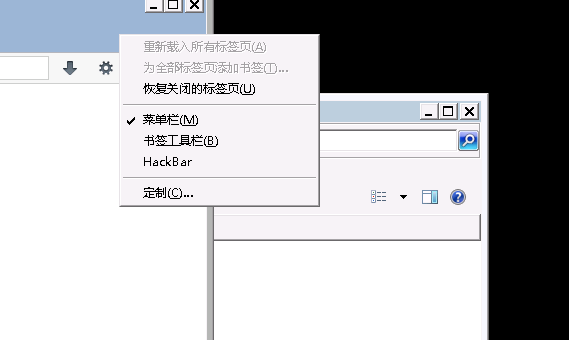 重新载入所有标签页(A)
为全部标签页添加书签(T)...
恢复关闭的标签页(U)
菜单栏(M)
书签工具栏(B)
HackBar
定制(C)...